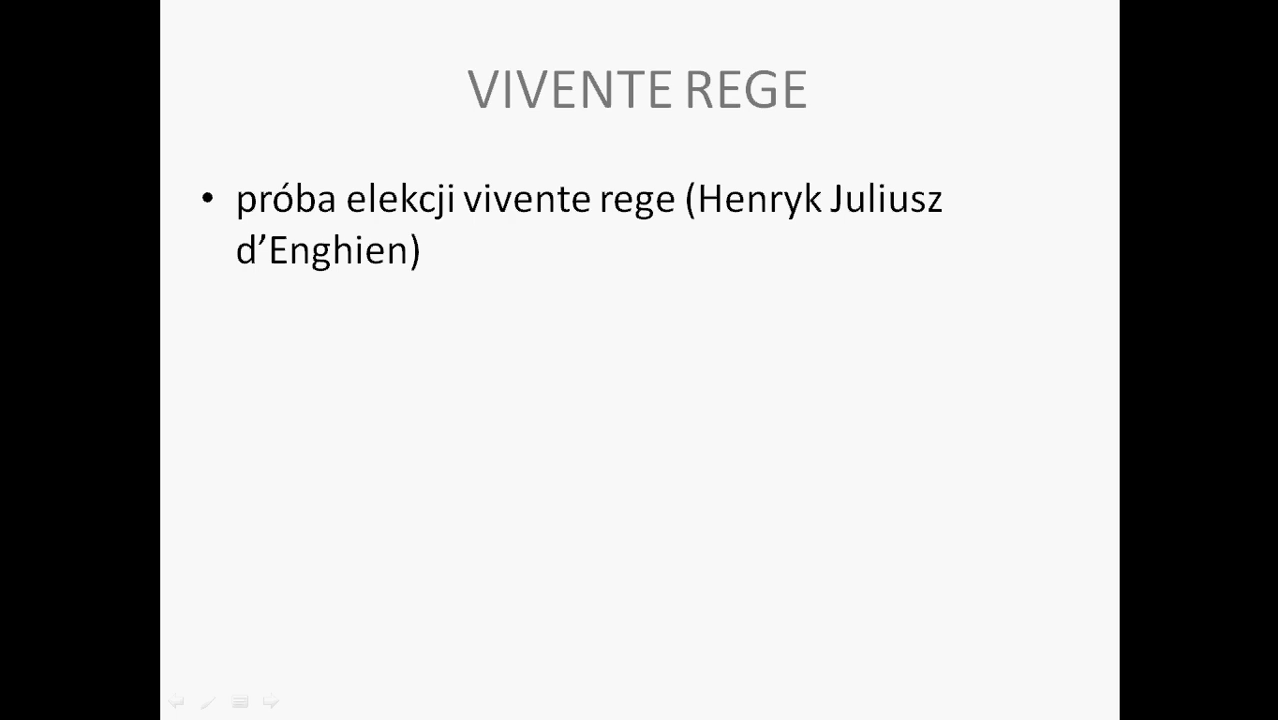 VIVENTE REGE
• próba elekcji vivente rege (Henryk Juliusz
d’Enghien)